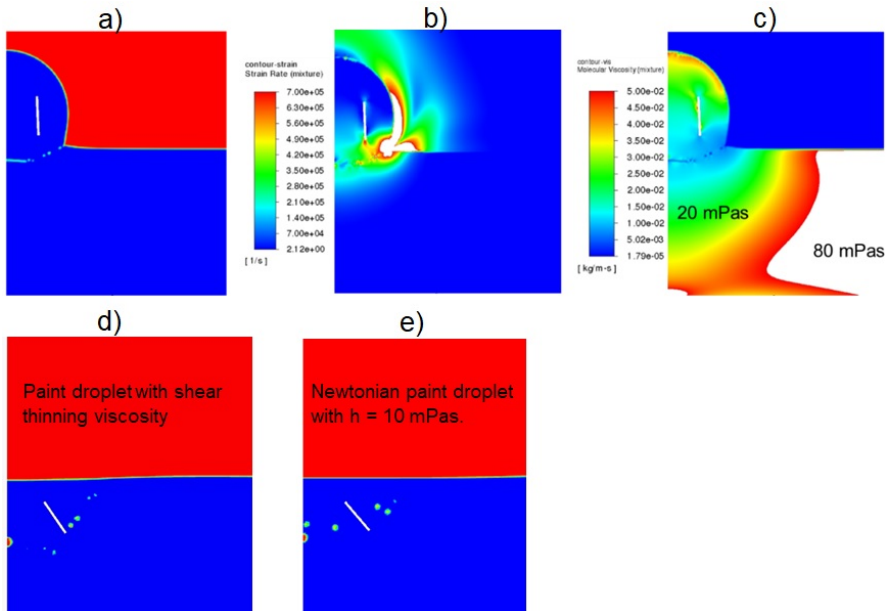 a)
b)
c)
contour-strain
Strain Rate (mixture)
7.00e+05
6.30e+05
5.60e+05
4.90e+05
4.20e+05
3.50e+05
2.80e+05
2.10e+05
1.40e+05
7.00e+04
2.12e+00
[ 1/s ]
contour-vis
Molecular Viscosity (mixture)
5.00e-02
4.50e-02
4.00e-02
3.50e-02
3.00e-02
2.50e-02
2.00e-02
1.50e-02
1.00e-02
5.02e-03
1.79e-05
[ kg/m-s ]
20 mPas
80 mPas
d)
e)
Paint droplet with shear
thinning viscosity
Newtonian paint droplet
with h = 10 mPas.